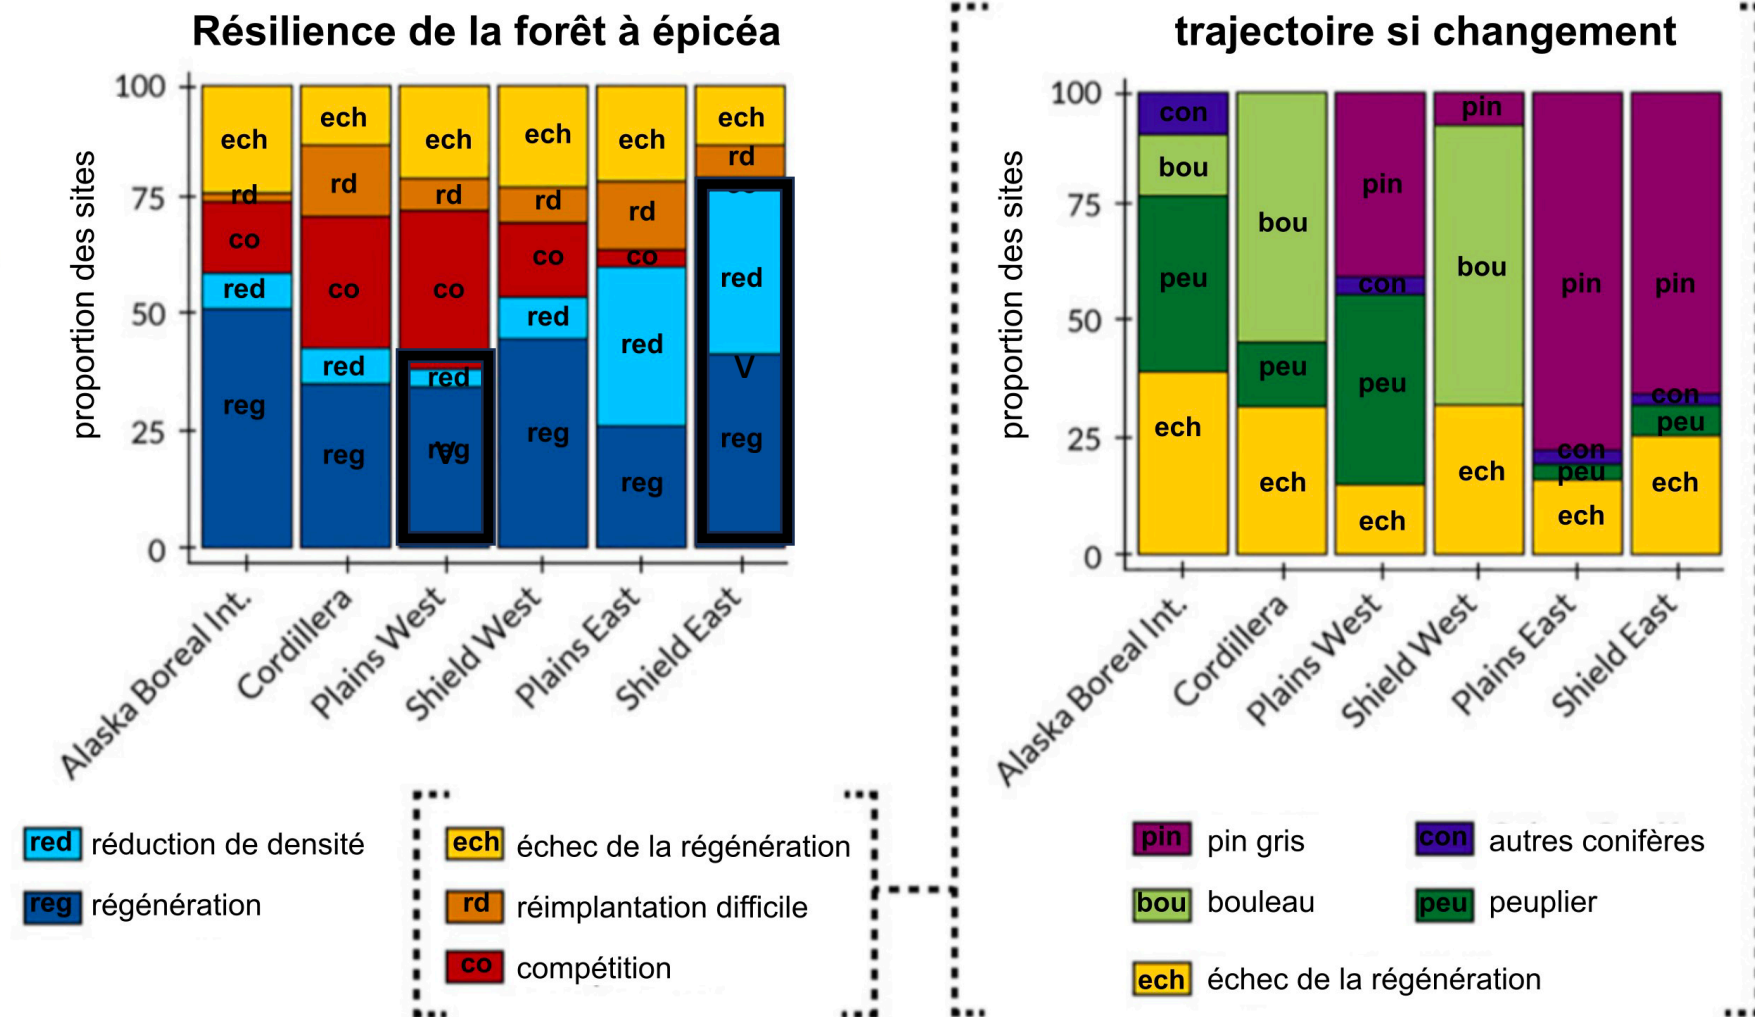 Résilience de la forêt à épicéa
trajectoire si changement
proportion des sites
100
75
50
25
0
ech
rd
co
red
reg
ech
rd
co
red
reg
ech
rd
co
red
reg
V
ech
rd
co
red
reg
ech
rd
co
red
reg
ech
rd
red
V
reg
Alaska Boreal Int.
Cordillera
Plains West
Shield West
Plains East
Shield East
proportion des sites
100
75
50
25
0
con
bou
peu
ech
bou
peu
ech
pin
con
peu
ech
pin
bou
ech
pin
con
peu
ech
pin
con
peu
ech
Alaska Boreal Int.
Cordillera
Plains West
Shield West
Plains East
Shield East
red réduction de densité
reg régénération
ech échec de la régénération
rd réimplantation difficile
co compétition
pin pin gris
con autres conifères
bou bouleau
peu peuplier
ech échec de la régénération